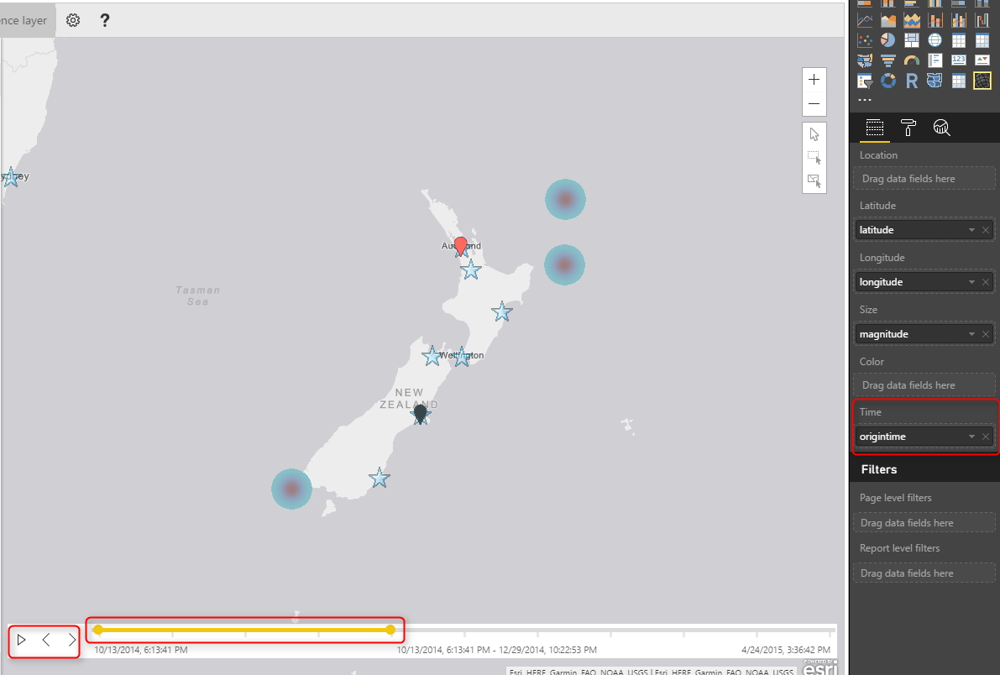 nce layer ?
123
R
...
Location
Drag data fields here
Latitude
latitude
Longitude
longitude
Size
magnitude
Color
Drag data fields here
Time
origintime
Filters
Page level filters
Drag data fields here
Report level filters
Drag data fields here
Tasman
Sea
Wellington
NEW
ZEALAND
10/13/2014, 6:13:41 PM
10/13/2014, 6:13:41 PM - 12/29/2014, 10:22:53 PM
4/24/2015, 3:36:42 PM
Esri, HERE, Garmin, FAO, NOAA, USGS | Esri, HERE, Garmin, FAO, NOAA, USGS
POWERED BY
esri